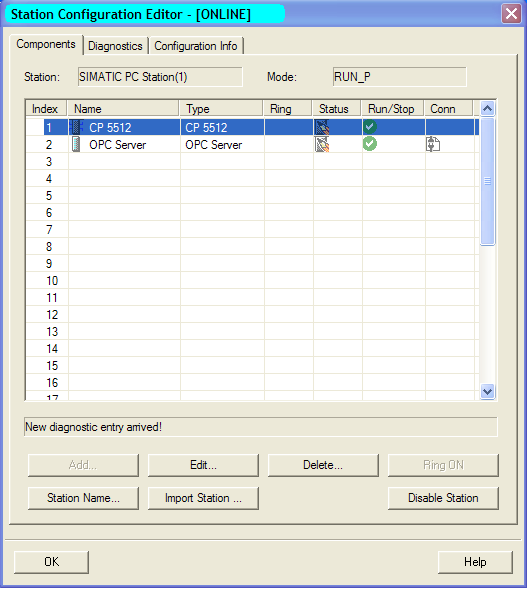 Station Configuration Editor - [ONLINE]
Components Diagnostics Configuration Info
Station: SIMATIC PC Station(1) Mode: RUN_P
Index Name Type Ring Status Run/Stop Conn
1 CP 5512 CP 5512
2 OPC Server OPC Server
3
4
5
6
7
8
9
10
11
12
13
14
15
16
17
New diagnostic entry arrived!
Add... Edit... Delete... Ring ON
Station Name... Import Station ... Disable Station
OK Help